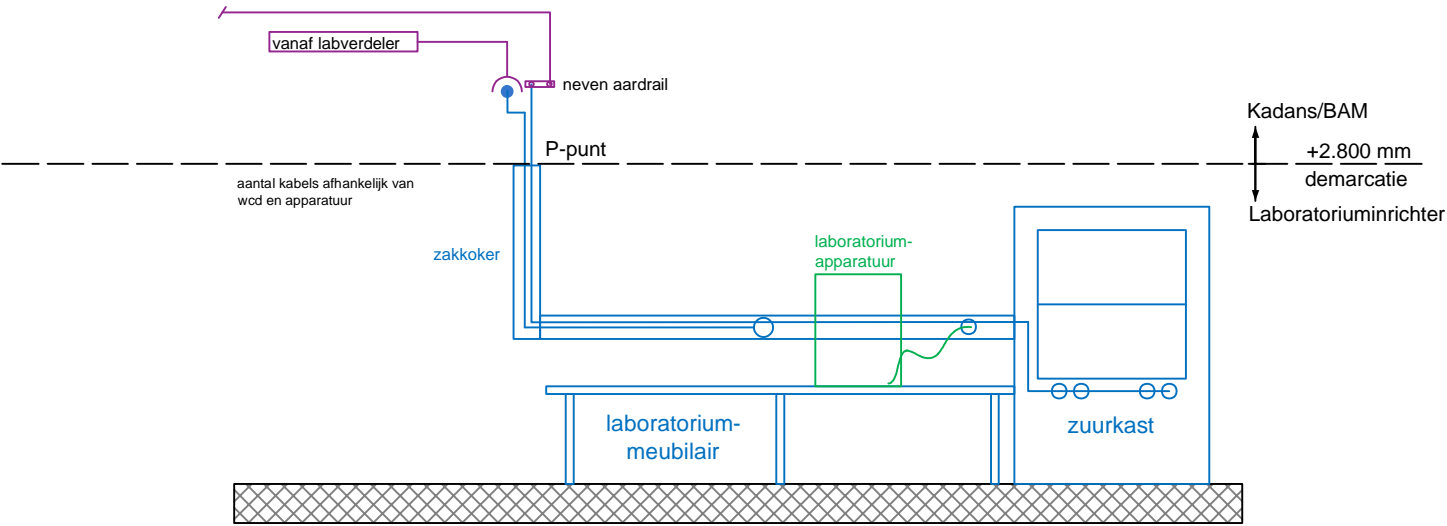 vanaf labverdeler
neven aardrail
Kadans/BAM
P-punt
+2.800 mm
demarcatie
Laboratoriuminrichter
aantal kabels afhankelijk van
wcd en apparatuur
zakkoker
laboratorium-
apparatuur
laboratorium-
meubilair
zuurkast